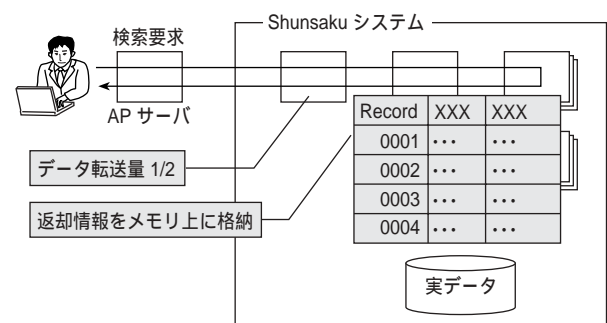 Shunsaku システム
検索要求
AP サーバ
Record XXX XXX
0001 ・・・ ・・・
0002 ・・・ ・・・
0003 ・・・ ・・・
0004 ・・・ ・・・
データ転送量 1/2
返却情報をメモリ上に格納
実データ